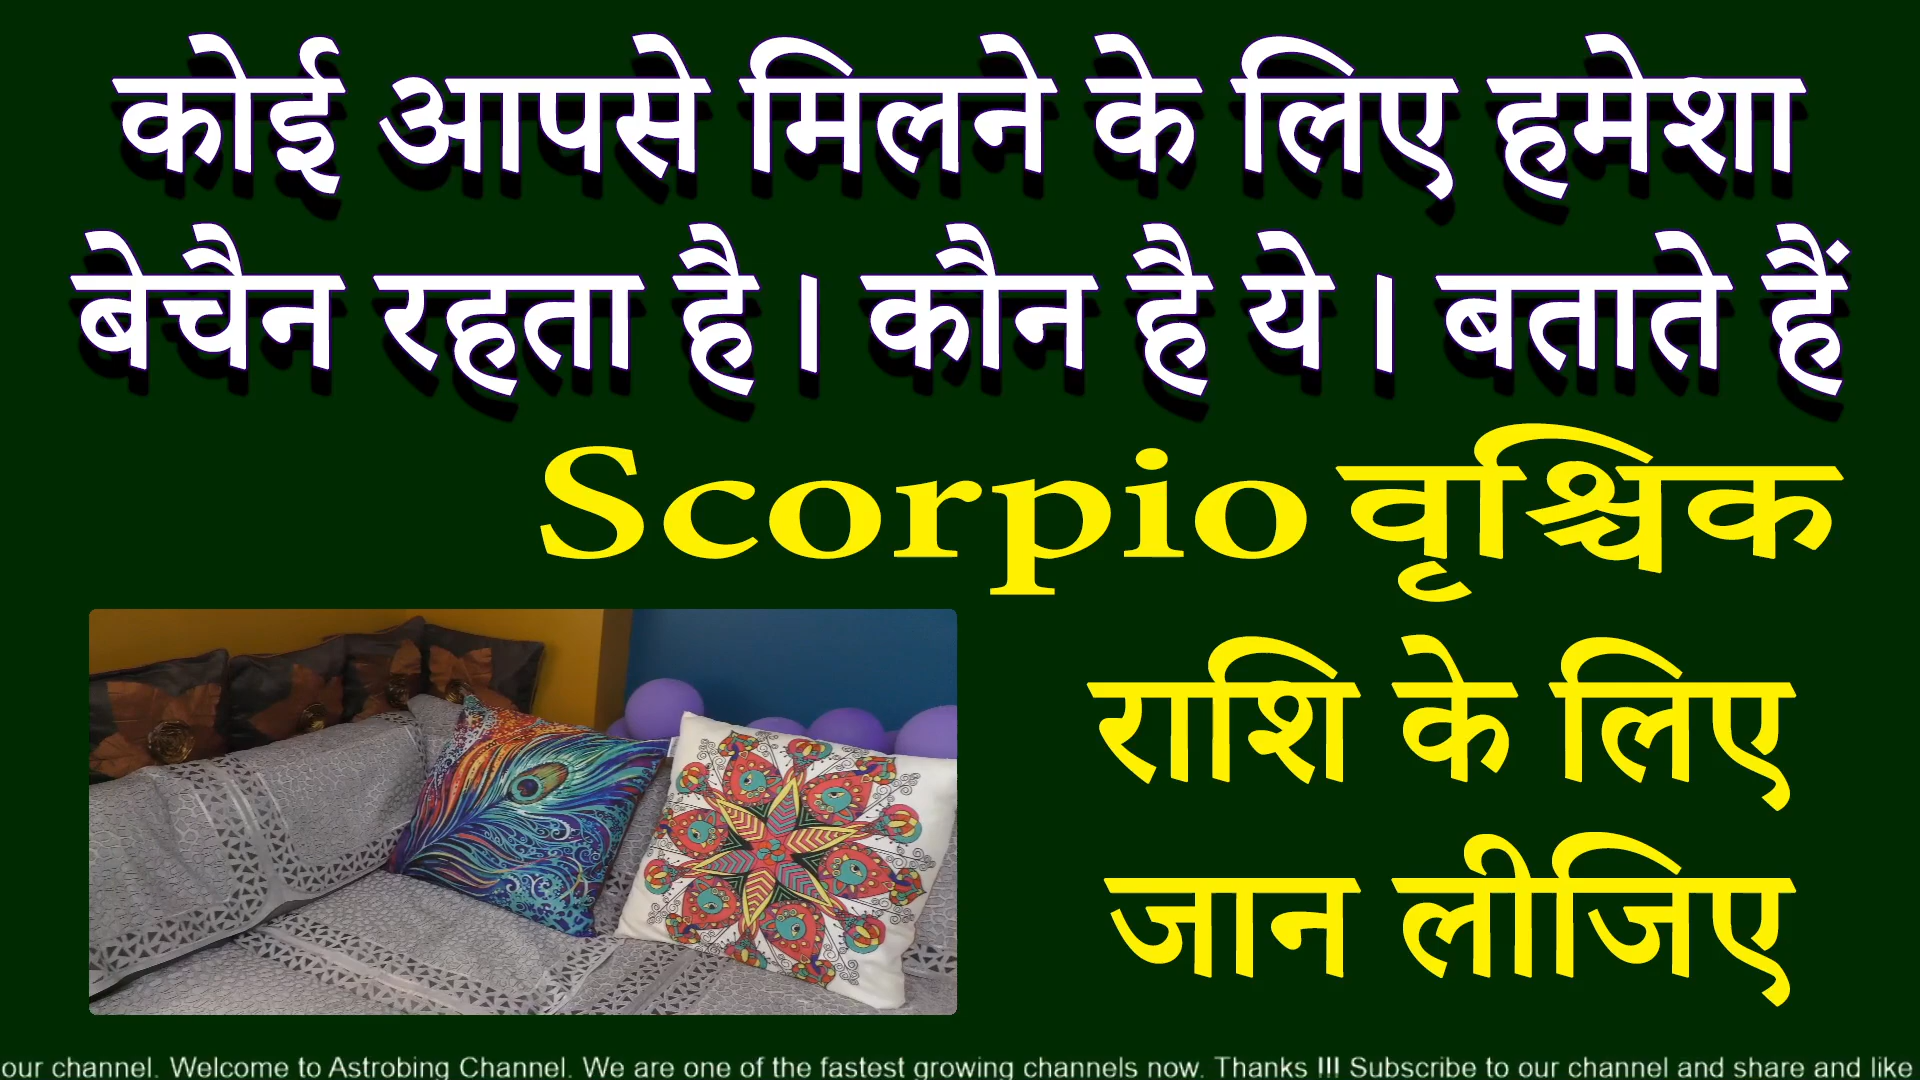 कोई आपसे मिलने के लिए हमेशा
बेचैन रहता है । कौन है ये । बताते हैं
Scorpio वृश्चिक
राशि के लिए
जान लीजिए
our channel. Welcome to Astrobing Channel. We are one of the fastest growing channels now. Thanks !!! Subscribe to our channel and share and like